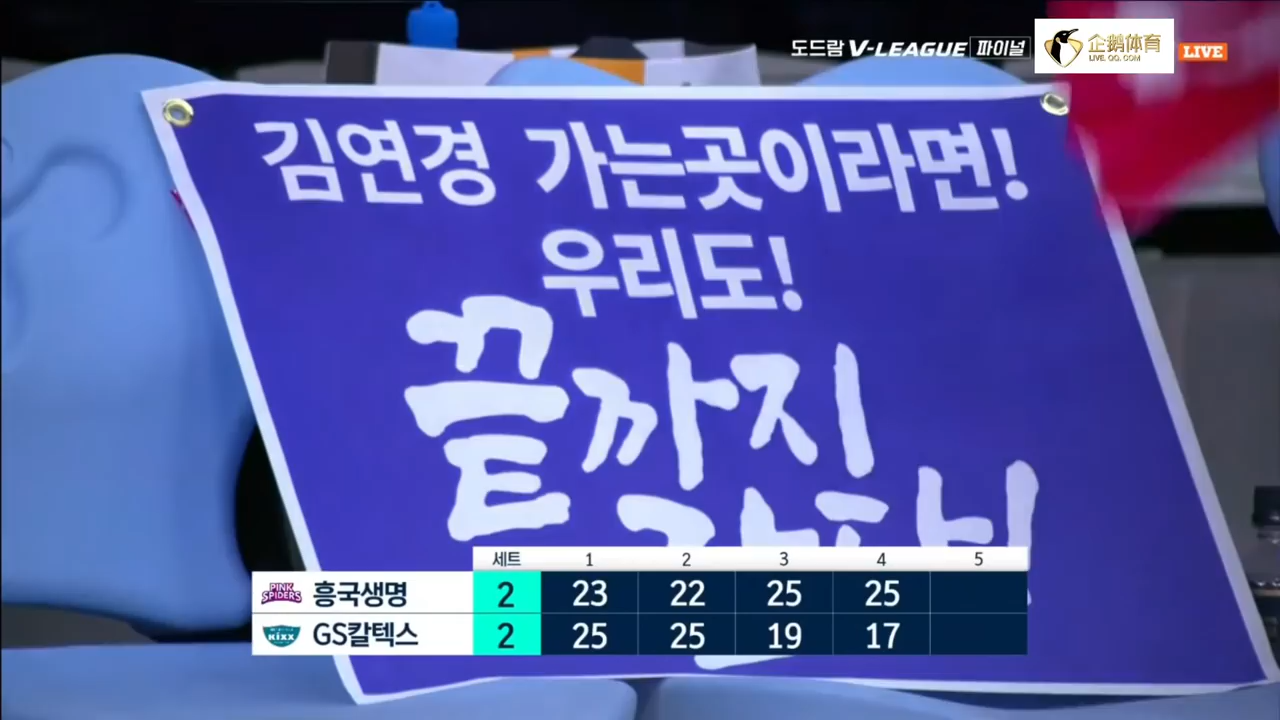 도드람 V-LEAGUE 파이널 企鹅体育 LIVE.QQ.COM LIVE
김연경 가는곳이라면!
우리도!
끝까지
세트 1 2 3 4 5
PINK SPIDERS 흥국생명 2 23 22 25 25
KIXX GS칼텍스 2 25 25 19 17